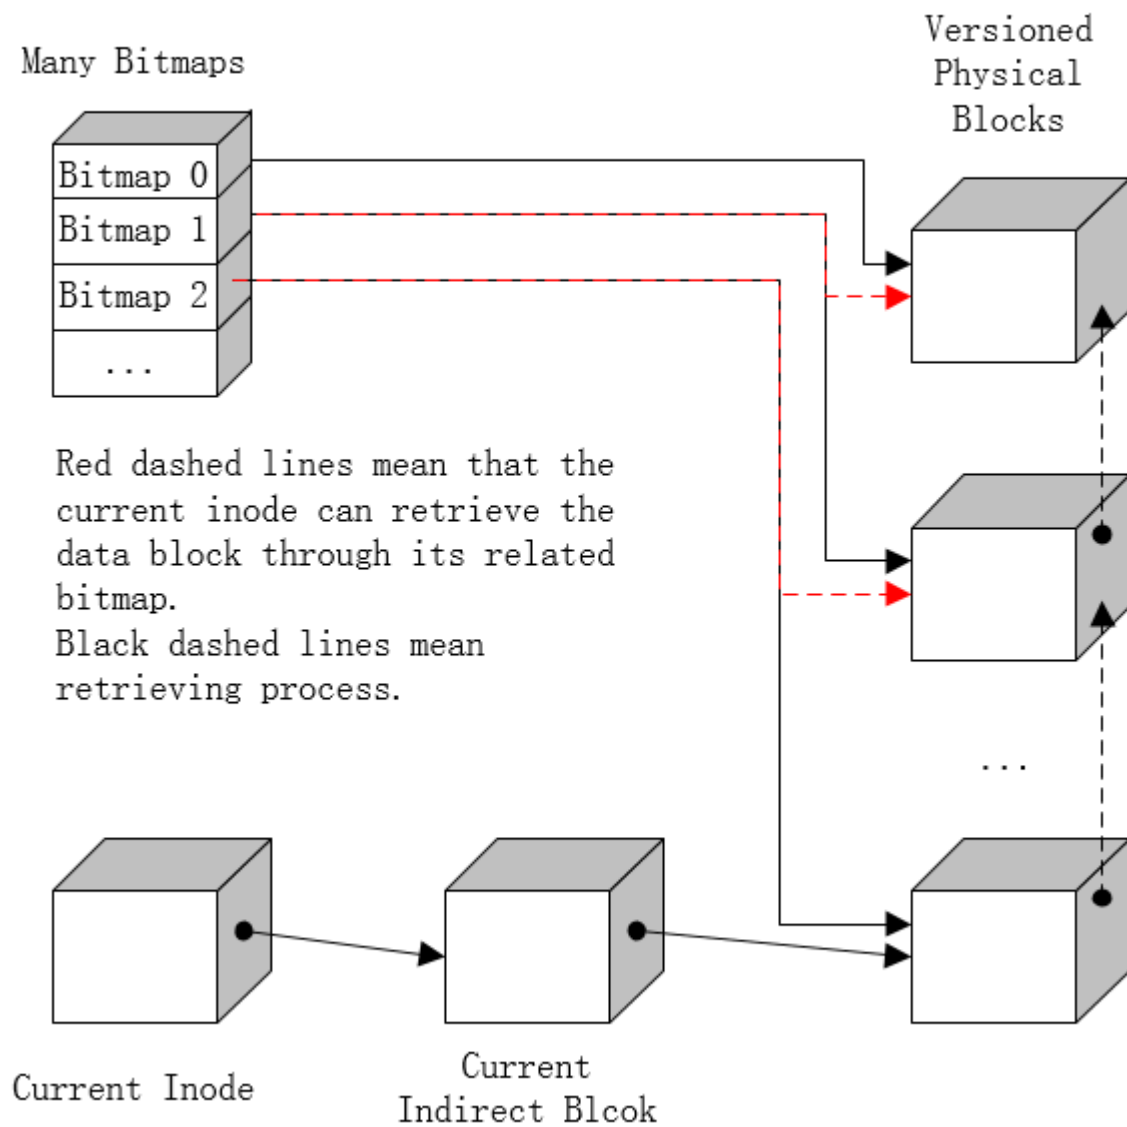 Many Bitmaps
Versioned
Physical
Blocks
Bitmap 0
Bitmap 1
Bitmap 2
...
Red dashed lines mean that the
current inode can retrieve the
data block through its related
bitmap.
Black dashed lines mean
retrieving process.
...
Current Inode
Current
Indirect Blcok